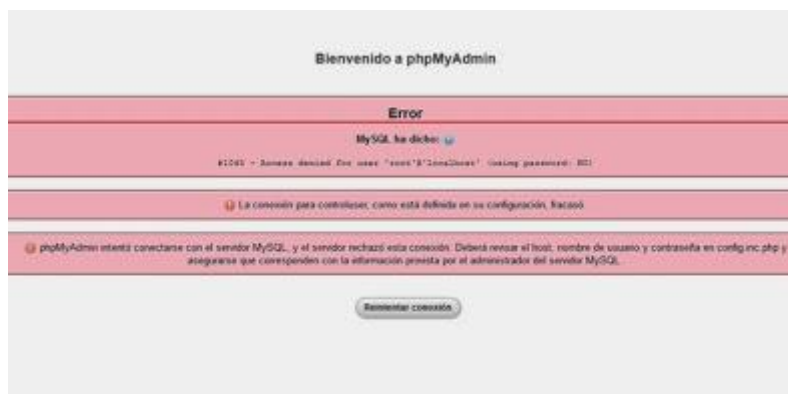 Bienvenido a phpMyAdmin
Error
MySQL ha dicho:
#1045 - Access denied for user 'root'@'localhost' (using password: NO)
La conexión para controluser, como está definida en su configuración, fracasó
phpMyAdmin intentó conectarse con el servidor MySQL, y el servidor rechazó esta conexión. Deberá revisar el host, nombre de usuario y contraseña en config.inc.php y
asegurarse que corresponden con la información provista por el administrador del servidor MySQL.
Reintentar conexión